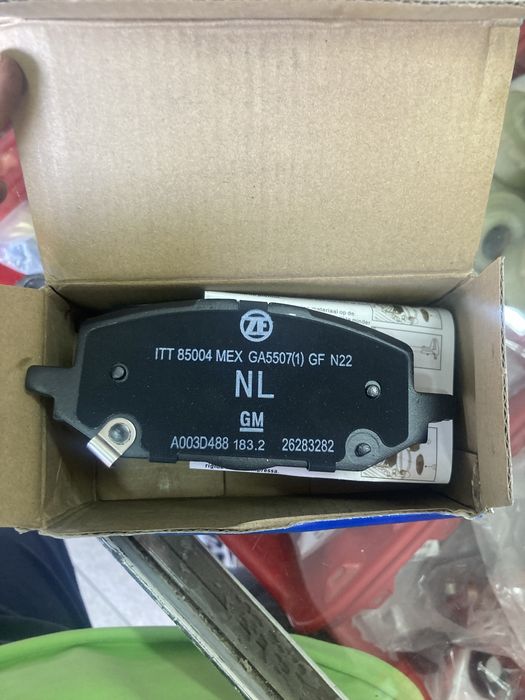 ZF
ITT 85004 MEX GA5507(1) GF N22
NL
GM
A003D488 183.2 26283282